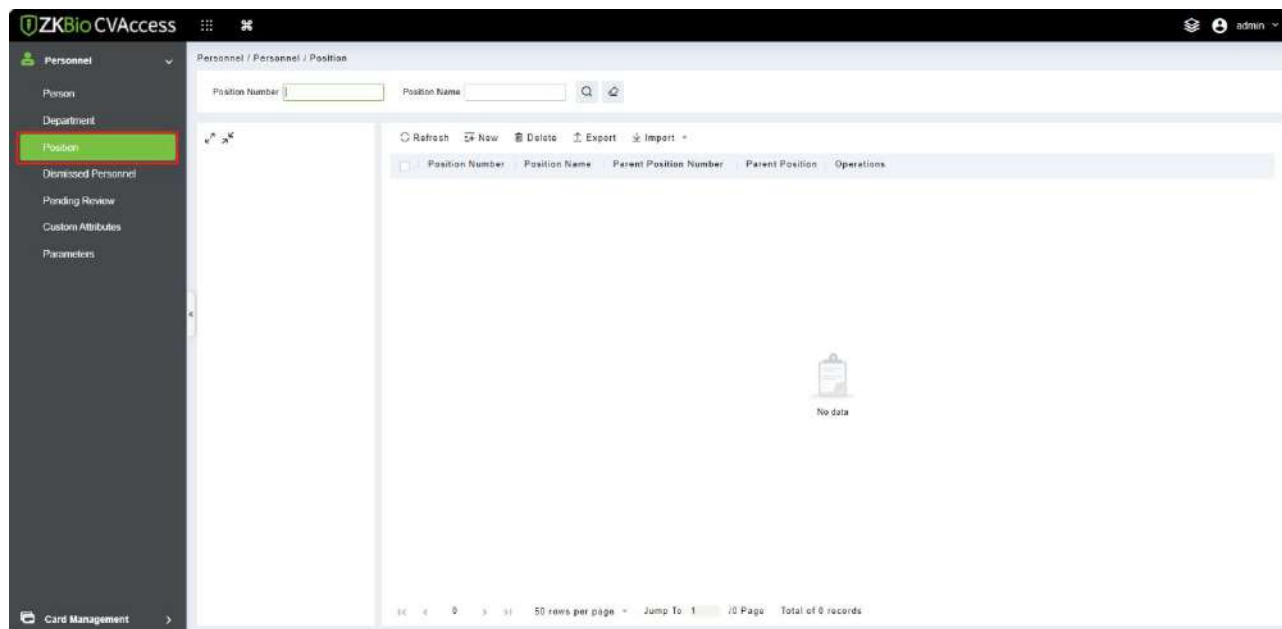 ZKBio CVAccess
admin
Personnel
Person
Department
Position
Dismissed Personnel
Pending Review
Custom Attributes
Parameters
Card Management
Personnel / Personnel / Position
Position Number
Position Name
Refresh New Delete Export Import
Position Number Position Name Parent Position Number Parent Position Operations
No data
0 50 rows per page Jump To 1 /0 Page Total of 0 records